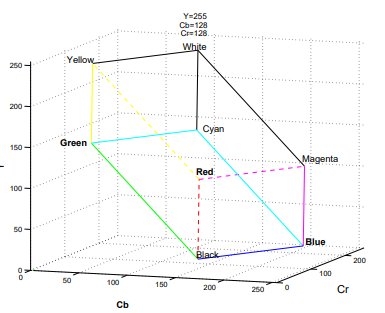 Y=255
Cb=128
Cr=128
White
Yellow
250
200
Cyan
150
Green
Magenta
Red
100
50
Blue
Black
200
0
100
0
50
100
150
200
250
0
Cr
Cb